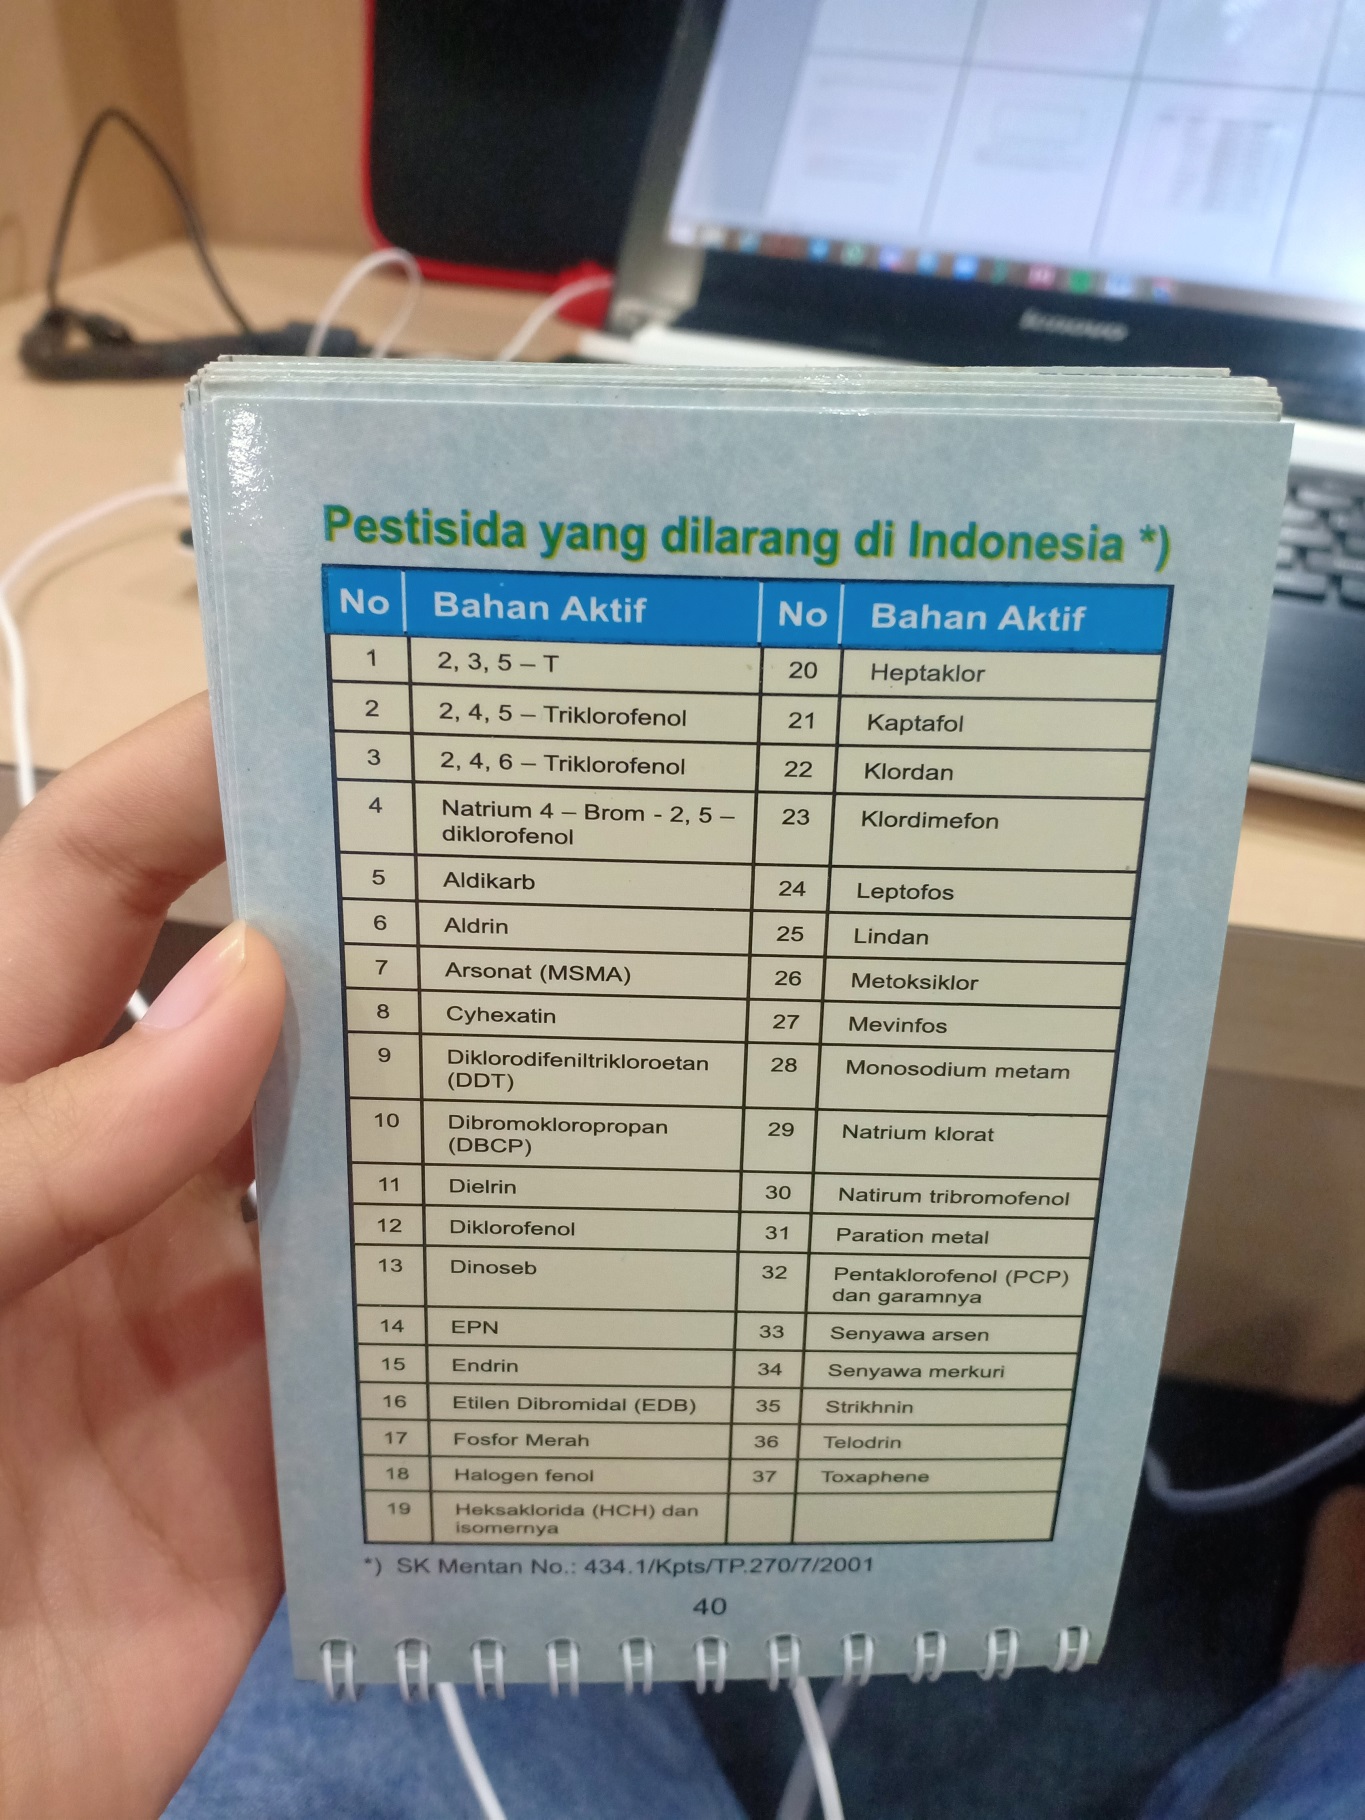 lenovo
Pestisida yang dilarang di Indonesia *)
No Bahan Aktif No Bahan Aktif
1 2, 3, 5 – T 20 Heptaklor
2 2, 4, 5 – Triklorofenol 21 Kaptafol
3 2, 4, 6 – Triklorofenol 22 Klordan
4 Natrium 4 – Brom - 2, 5 – 23 Klordimefon
diklorofenol
5 Aldikarb 24 Leptofos
6 Aldrin 25 Lindan
7 Arsonat (MSMA) 26 Metoksiklor
8 Cyhexatin 27 Mevinfos
9 Diklorodifeniltrikloroetan 28 Monosodium metam
(DDT)
10 Dibromokloropropan 29 Natrium klorat
(DBCP)
11 Dielrin 30 Natirum tribromofenol
12 Diklorofenol 31 Paration metal
13 Dinoseb 32 Pentaklorofenol (PCP)
dan garamnya
14 EPN 33 Senyawa arsen
15 Endrin 34 Senyawa merkuri
16 Etilen Dibromidal (EDB) 35 Strikhnin
17 Fosfor Merah 36 Telodrin
18 Halogen fenol 37 Toxaphene
19 Heksaklorida (HCH) dan
isomernya
*) SK Mentan No.: 434.1/Kpts/TP.270/7/2001
40